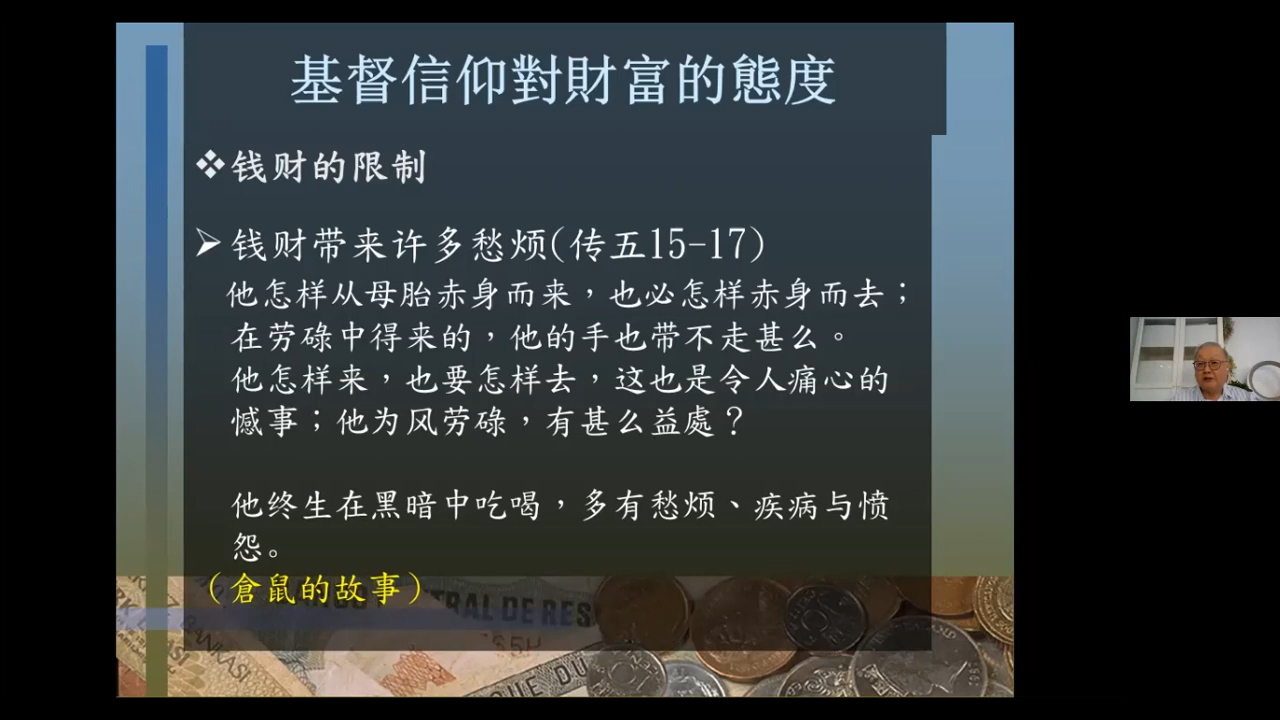 基督信仰對財富的態度
❖钱财的限制
➢钱财带来许多愁烦(传五15-17)
他怎样从母胎赤身而来，也必怎样赤身而去；
在劳碌中得来的，他的手也带不走甚么。
他怎样来，也要怎样去，这也是令人痛心的
憾事；他为风劳碌，有甚么益處？
他终生在黑暗中吃喝，多有愁烦、疾病与愤
怨。
（倉鼠的故事）
TRAL DE RES